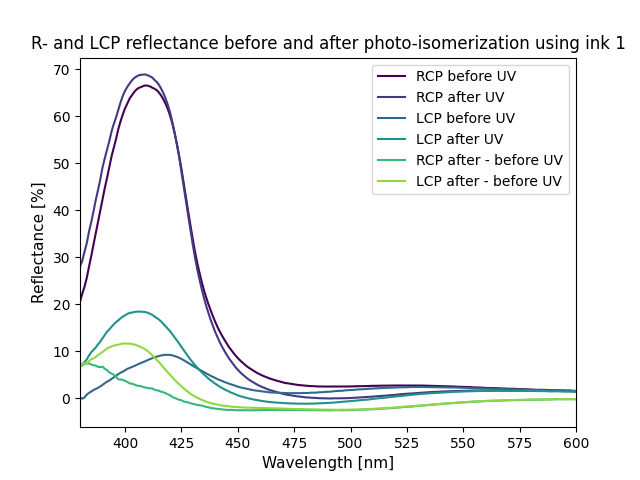 R- and LCP reflectance before and after photo-isomerization using ink 1
RCP before UV
RCP after UV
LCP before UV
LCP after UV
RCP after - before UV
LCP after - before UV
Reflectance [%]
70
60
50
40
30
20
10
0
400 425 450 475 500 525 550 575 600
Wavelength [nm]